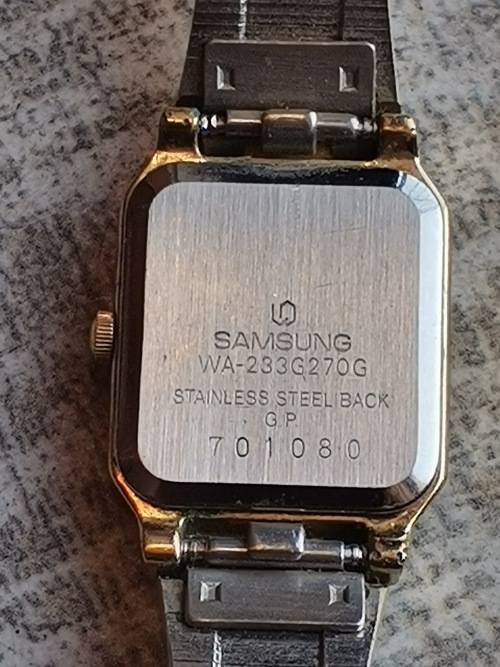 SAMSUNG
WA-233G270G
STAINLESS STEEL BACK
G.P.
701080